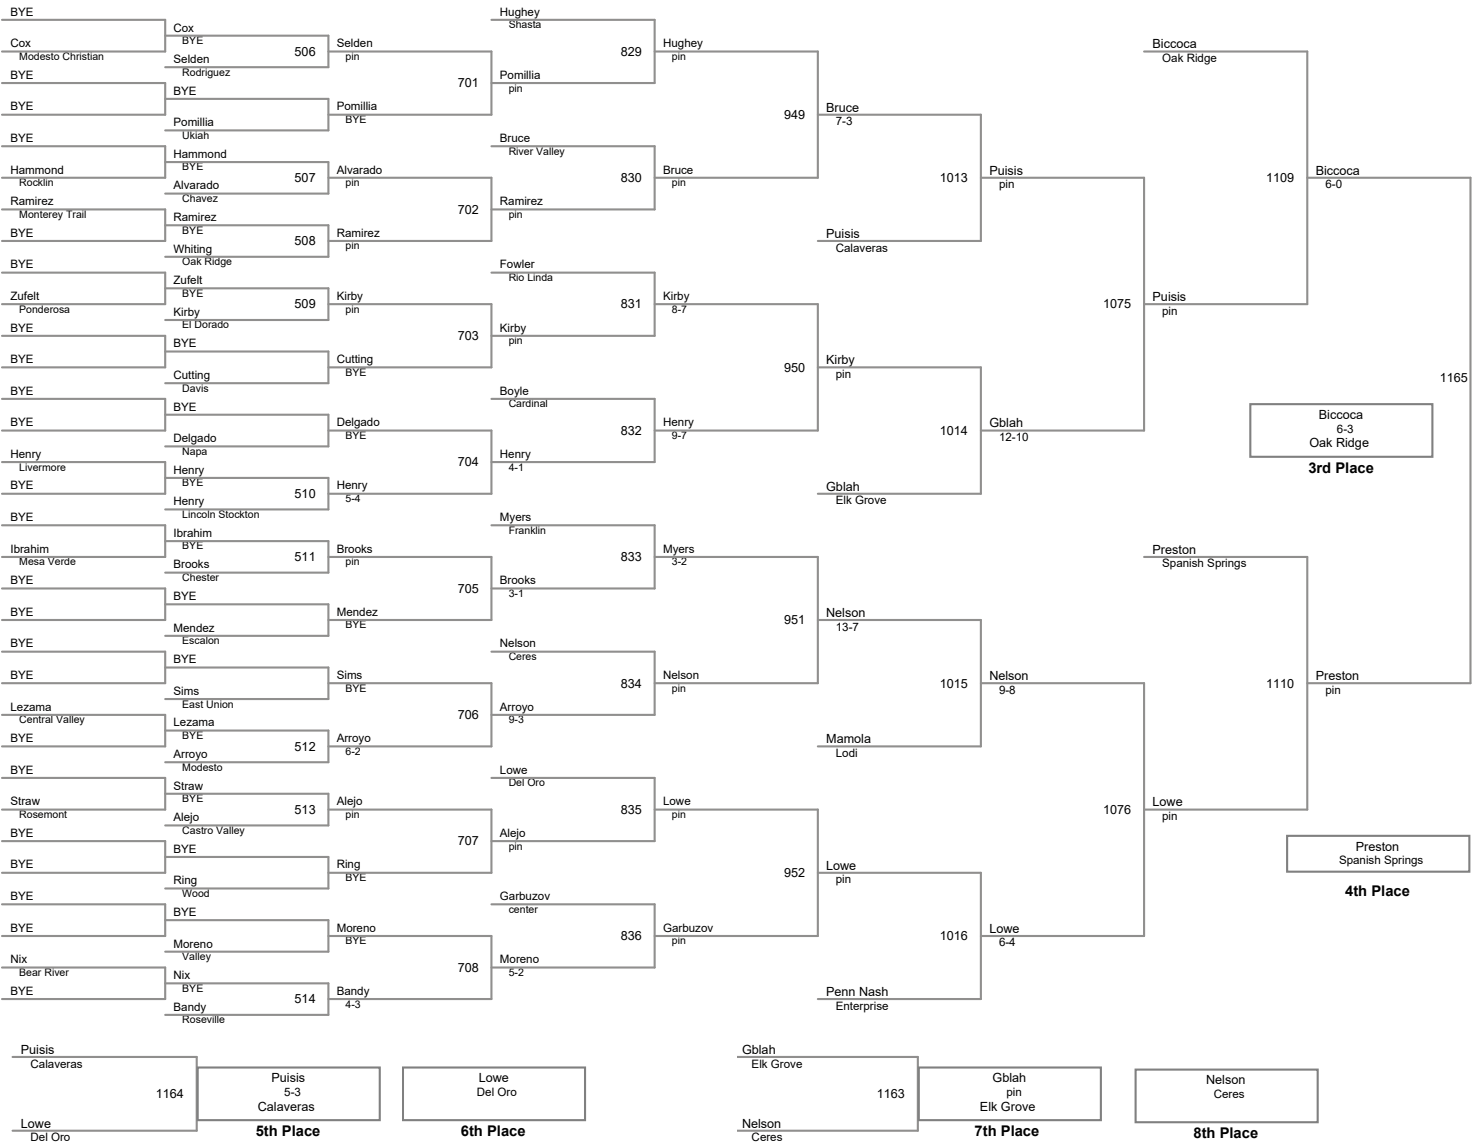 BYE
Cox
Modesto Christian
BYE
BYE
BYE
Hammond
Rocklin
Ramirez
Monterey Trail
BYE
BYE
Zufelt
Ponderosa
BYE
BYE
BYE
BYE
Henry
Livermore
BYE
BYE
Ibrahim
Mesa Verde
BYE
BYE
BYE
BYE
Lezama
Central Valley
BYE
BYE
Straw
Rosemont
BYE
BYE
BYE
BYE
Nix
Bear River
BYE
Cox
BYE
506
Selden
Rodriguez
BYE
Pomillia
Ukiah
Hammond
BYE
507
Alvarado
Chavez
Ramirez
BYE
508
Whiting
Oak Ridge
Zufelt
BYE
509
Kirby
El Dorado
BYE
Cutting
Davis
BYE
Delgado
Napa
Henry
BYE
510
Henry
Lincoln Stockton
Ibrahim
BYE
511
Brooks
Chester
BYE
Mendez
Escalon
BYE
Sims
East Union
Lezama
BYE
512
Arroyo
Modesto
Straw
BYE
513
Alejo
Castro Valley
BYE
Ring
Wood
BYE
Moreno
Valley
Nix
BYE
514
Bandy
Roseville
Selden
pin
701
Pomillia
BYE
Alvarado
pin
702
Ramirez
pin
Kirby
pin
703
Cutting
BYE
Delgado
BYE
704
Henry
5-4
Brooks
pin
705
Mendez
BYE
Sims
BYE
706
Arroyo
6-2
Alejo
pin
707
Ring
BYE
Moreno
BYE
708
Bandy
4-3
Hughey
Shasta
829
Pomillia
pin
Bruce
River Valley
830
Ramirez
pin
Fowler
Rio Linda
831
Kirby
pin
Boyle
Cardinal
832
Henry
4-1
Myers
Franklin
833
Brooks
3-1
Nelson
Ceres
834
Arroyo
9-3
Lowe
Del Oro
835
Alejo
pin
Garbuzov
center
836
Moreno
5-2
Hughey
pin
949
Bruce
pin
Kirby
8-7
950
Henry
9-7
Myers
3-2
951
Nelson
pin
Lowe
pin
952
Garbuzov
pin
Bruce
7-3
1013
Puisis
Calaveras
Kirby
pin
1014
Gblah
Elk Grove
Nelson
13-7
1015
Mamola
Lodi
Lowe
pin
1016
Penn Nash
Enterprise
Puisis
pin
1075
Gblah
12-10
Nelson
9-8
1076
Lowe
6-4
Biccoca
Oak Ridge
1109
Puisis
pin
Preston
Spanish Springs
1110
Lowe
pin
Biccoca
6-0
1165
Preston
pin
Biccoca
6-3
Oak Ridge
3rd Place
Preston
Spanish Springs
4th Place
Puisis
Calaveras
1164
Lowe
Del Oro
Puisis
5-3
Calaveras
5th Place
Lowe
Del Oro
6th Place
Gblah
Elk Grove
1163
Nelson
Ceres
Gblah
pin
Elk Grove
7th Place
Nelson
Ceres
8th Place